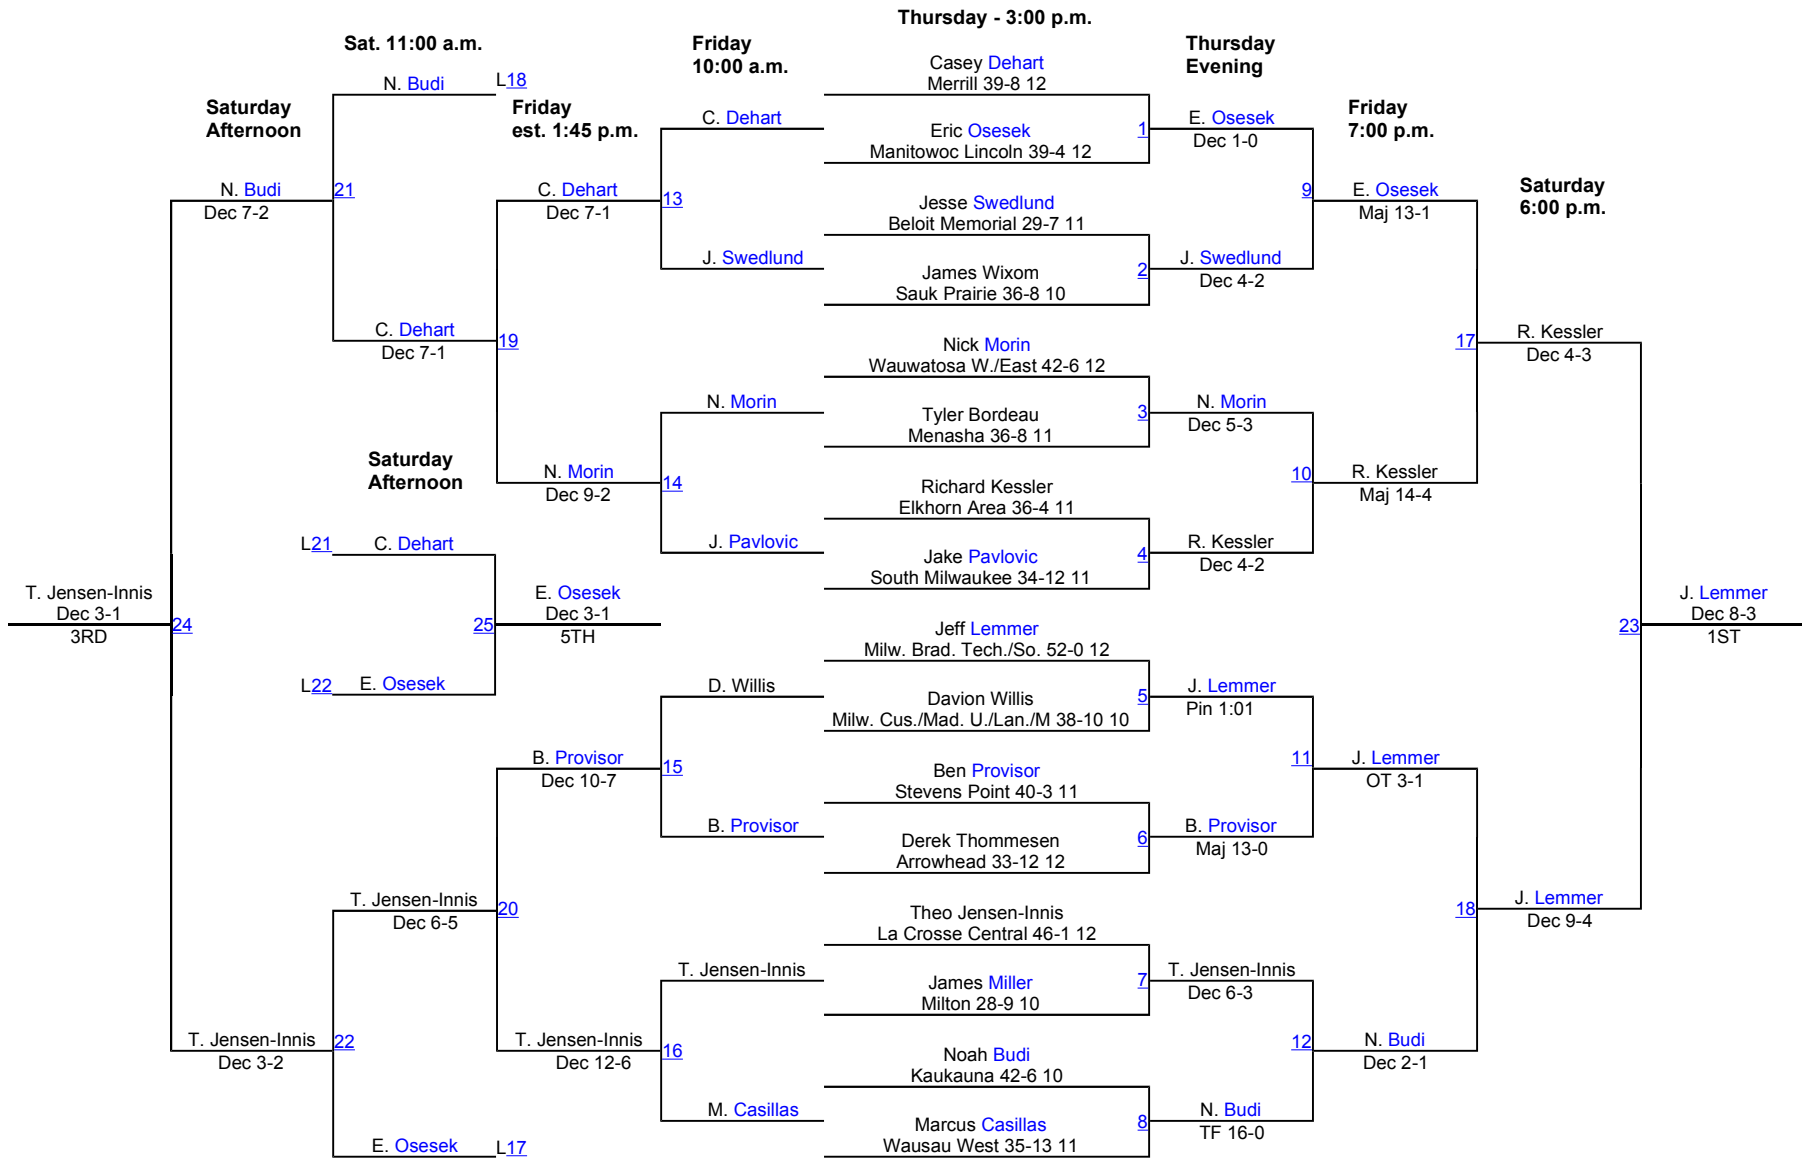 Thursday - 3:00 p.m.
Sat. 11:00 a.m.
Friday
10:00 a.m.
Thursday
Evening
Casey Dehart
Merrill 39-8 12
N. Budi
L18
Saturday
Afternoon
Friday
est. 1:45 p.m.
C. Dehart
Eric Osesek
Manitowoc Lincoln 39-4 12
1
E. Osesek
Dec 1-0
Friday
7:00 p.m.
N. Budi
Dec 7-2
21
C. Dehart
Dec 7-1
13
Jesse Swedlund
Beloit Memorial 29-7 11
9
E. Osesek
Maj 13-1
Saturday
6:00 p.m.
J. Swedlund
James Wixom
Sauk Prairie 36-8 10
2
J. Swedlund
Dec 4-2
C. Dehart
Dec 7-1
19
Nick Morin
Wauwatosa W./East 42-6 12
17
R. Kessler
Dec 4-3
N. Morin
Tyler Bordeau
Menasha 36-8 11
3
N. Morin
Dec 5-3
Saturday
Afternoon
N. Morin
Dec 9-2
14
Richard Kessler
Elkhorn Area 36-4 11
10
R. Kessler
Maj 14-4
L21
C. Dehart
J. Pavlovic
Jake Pavlovic
South Milwaukee 34-12 11
4
R. Kessler
Dec 4-2
T. Jensen-Innis
Dec 3-1
3RD
24
25
E. Osesek
Dec 3-1
5TH
Jeff Lemmer
Milw. Brad. Tech./So. 52-0 12
23
J. Lemmer
Dec 8-3
1ST
L22
E. Osesek
D. Willis
Davion Willis
Milw. Cus./Mad. U./Lan./M 38-10 10
5
J. Lemmer
Pin 1:01
B. Provisor
Dec 10-7
15
Ben Provisor
Stevens Point 40-3 11
11
J. Lemmer
OT 3-1
B. Provisor
Derek Thommesen
Arrowhead 33-12 12
6
B. Provisor
Maj 13-0
T. Jensen-Innis
Dec 6-5
20
Theo Jensen-Innis
La Crosse Central 46-1 12
18
J. Lemmer
Dec 9-4
T. Jensen-Innis
James Miller
Milton 28-9 10
7
T. Jensen-Innis
Dec 6-3
T. Jensen-Innis
Dec 3-2
22
T. Jensen-Innis
Dec 12-6
16
Noah Budi
Kaukauna 42-6 10
12
N. Budi
Dec 2-1
M. Casillas
Marcus Casillas
Wausau West 35-13 11
8
N. Budi
TF 16-0
E. Osesek
L17